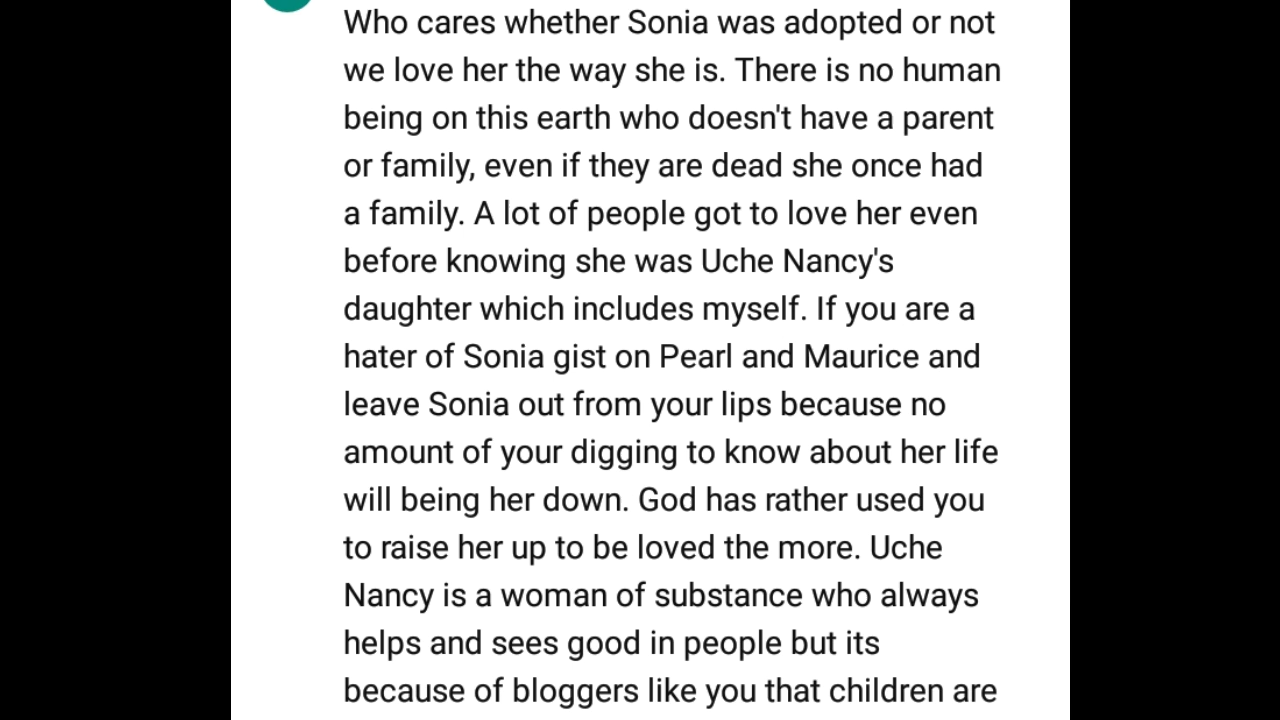 Who cares whether Sonia was adopted or not
we love her the way she is. There is no human
being on this earth who doesn't have a parent
or family, even if they are dead she once had
a family. A lot of people got to love her even
before knowing she was Uche Nancy's
daughter which includes myself. If you are a
hater of Sonia gist on Pearl and Maurice and
leave Sonia out from your lips because no
amount of your digging to know about her life
will being her down. God has rather used you
to raise her up to be loved the more. Uche
Nancy is a woman of substance who always
helps and sees good in people but its
because of bloggers like you that children are